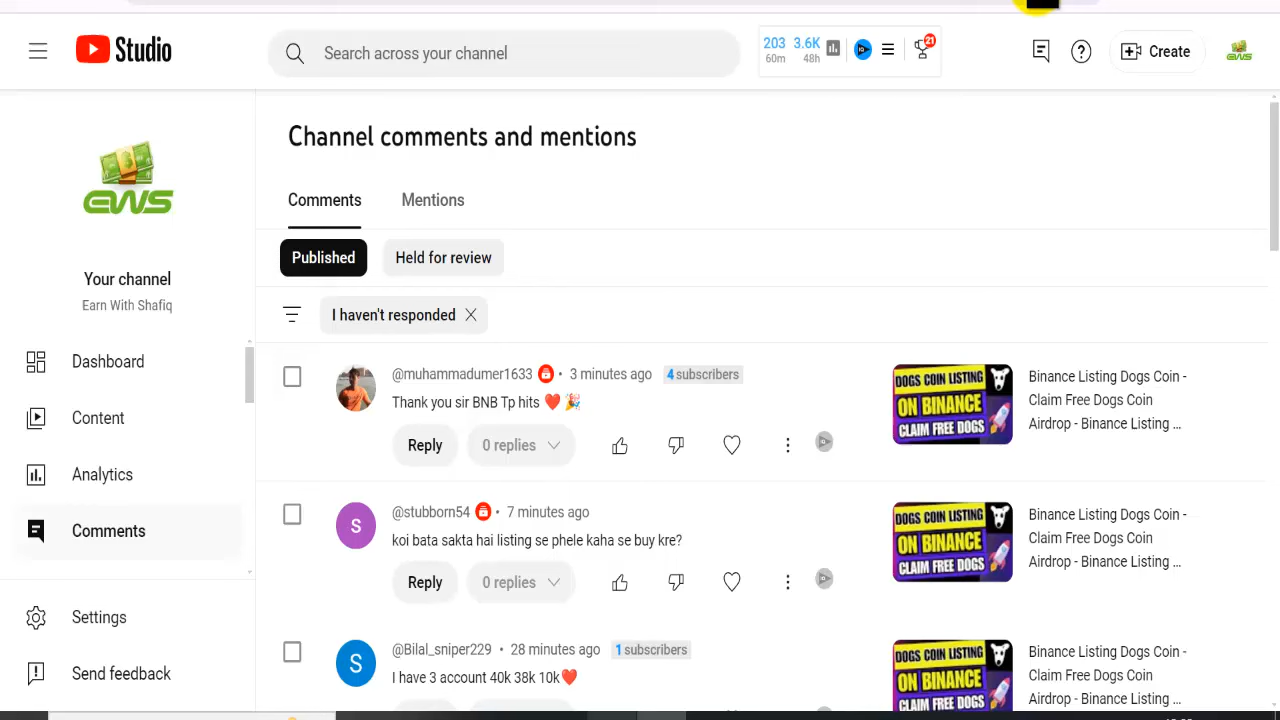 Studio
Search across your channel
203 3.6K
60m 48h
21
Create
Channel comments and mentions
EWS
Comments Mentions
Published Held for review
Your channel
Earn With Shafiq
I haven't responded
Dashboard
Content
Analytics
Comments
Settings
Send feedback
@muhammadumer1633 • 3 minutes ago 4 subscribers
Thank you sir BNB Tp hits ❤️ 🎉
Reply 0 replies
DOGS COIN LISTING
ON BINANCE
CLAIM FREE DOGS
Binance Listing Dogs Coin -
Claim Free Dogs Coin
Airdrop - Binance Listing ...
S
@stubborn54 • 7 minutes ago
koi bata sakta hai listing se phele kaha se buy kre?
Reply 0 replies
DOGS COIN LISTING
ON BINANCE
CLAIM FREE DOGS
Binance Listing Dogs Coin -
Claim Free Dogs Coin
Airdrop - Binance Listing ...
S
@Bilal_sniper229 • 28 minutes ago 1 subscribers
I have 3 account 40k 38k 10k❤️
DOGS COIN LISTING
ON BINANCE
CLAIM FREE DOGS
Binance Listing Dogs Coin -
Claim Free Dogs Coin
Airdrop - Binance Listing ...